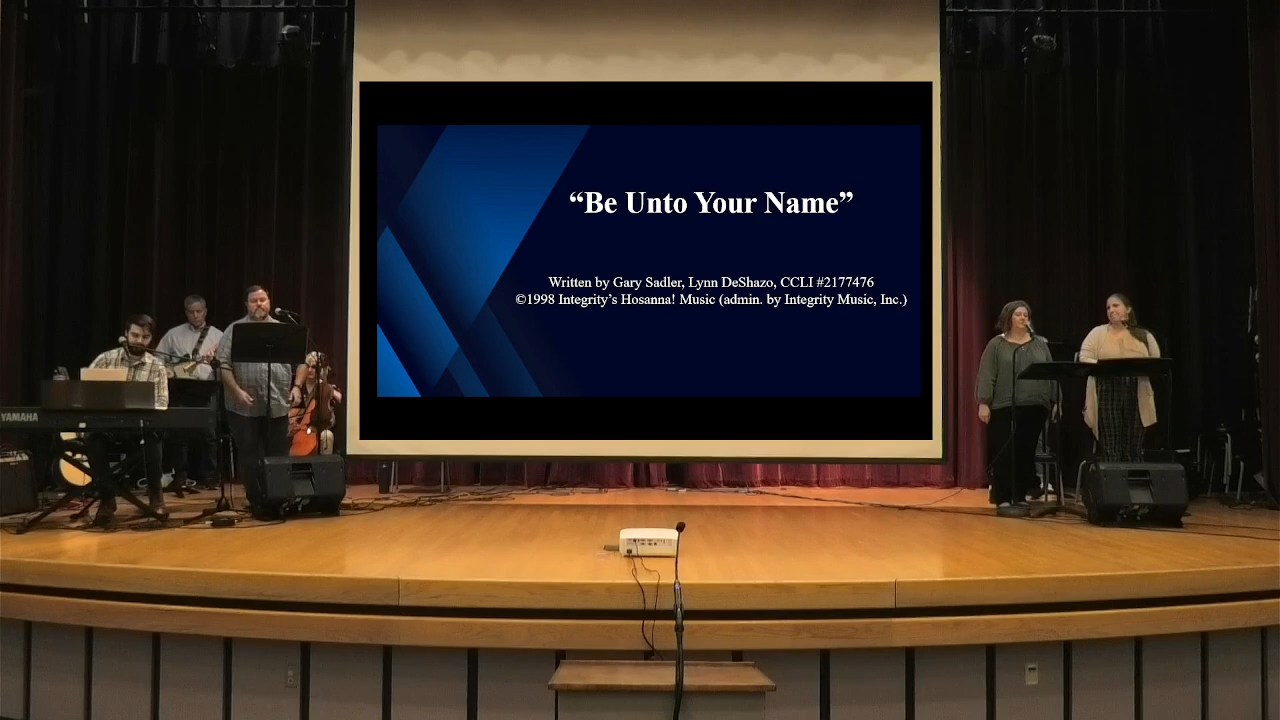 “Be Unto Your Name”
Written by Gary Sadler, Lynn DeShazo, CCLI #2177476
©1998 Integrity’s Hosanna! Music (admin. by Integrity Music, Inc.)
YAMAHA